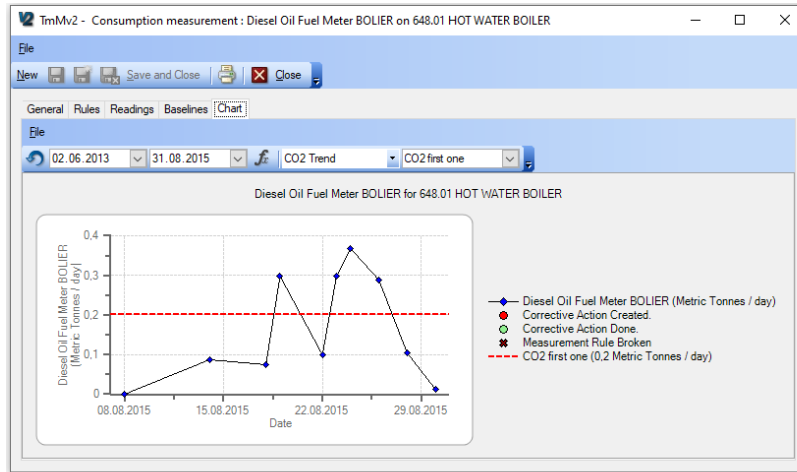 TmMv2 - Consumption measurement : Diesel Oil Fuel Meter BOLIER on 648.01 HOT WATER BOILER
File
New Save and Close Close
General Rules Readings Baselines Chart
File
02.06.2013 31.08.2015 fx CO2 Trend CO2 first one
Diesel Oil Fuel Meter BOLIER for 648.01 HOT WATER BOILER
Diesel Oil Fuel Meter BOLIER
(Metric Tonnes / day)
0,4
0,3
0,2
0,1
0
08.08.2015 15.08.2015 22.08.2015 29.08.2015
Date
Diesel Oil Fuel Meter BOLIER (Metric Tonnes / day)
Corrective Action Created.
Corrective Action Done.
Measurement Rule Broken
CO2 first one (0,2 Metric Tonnes / day)